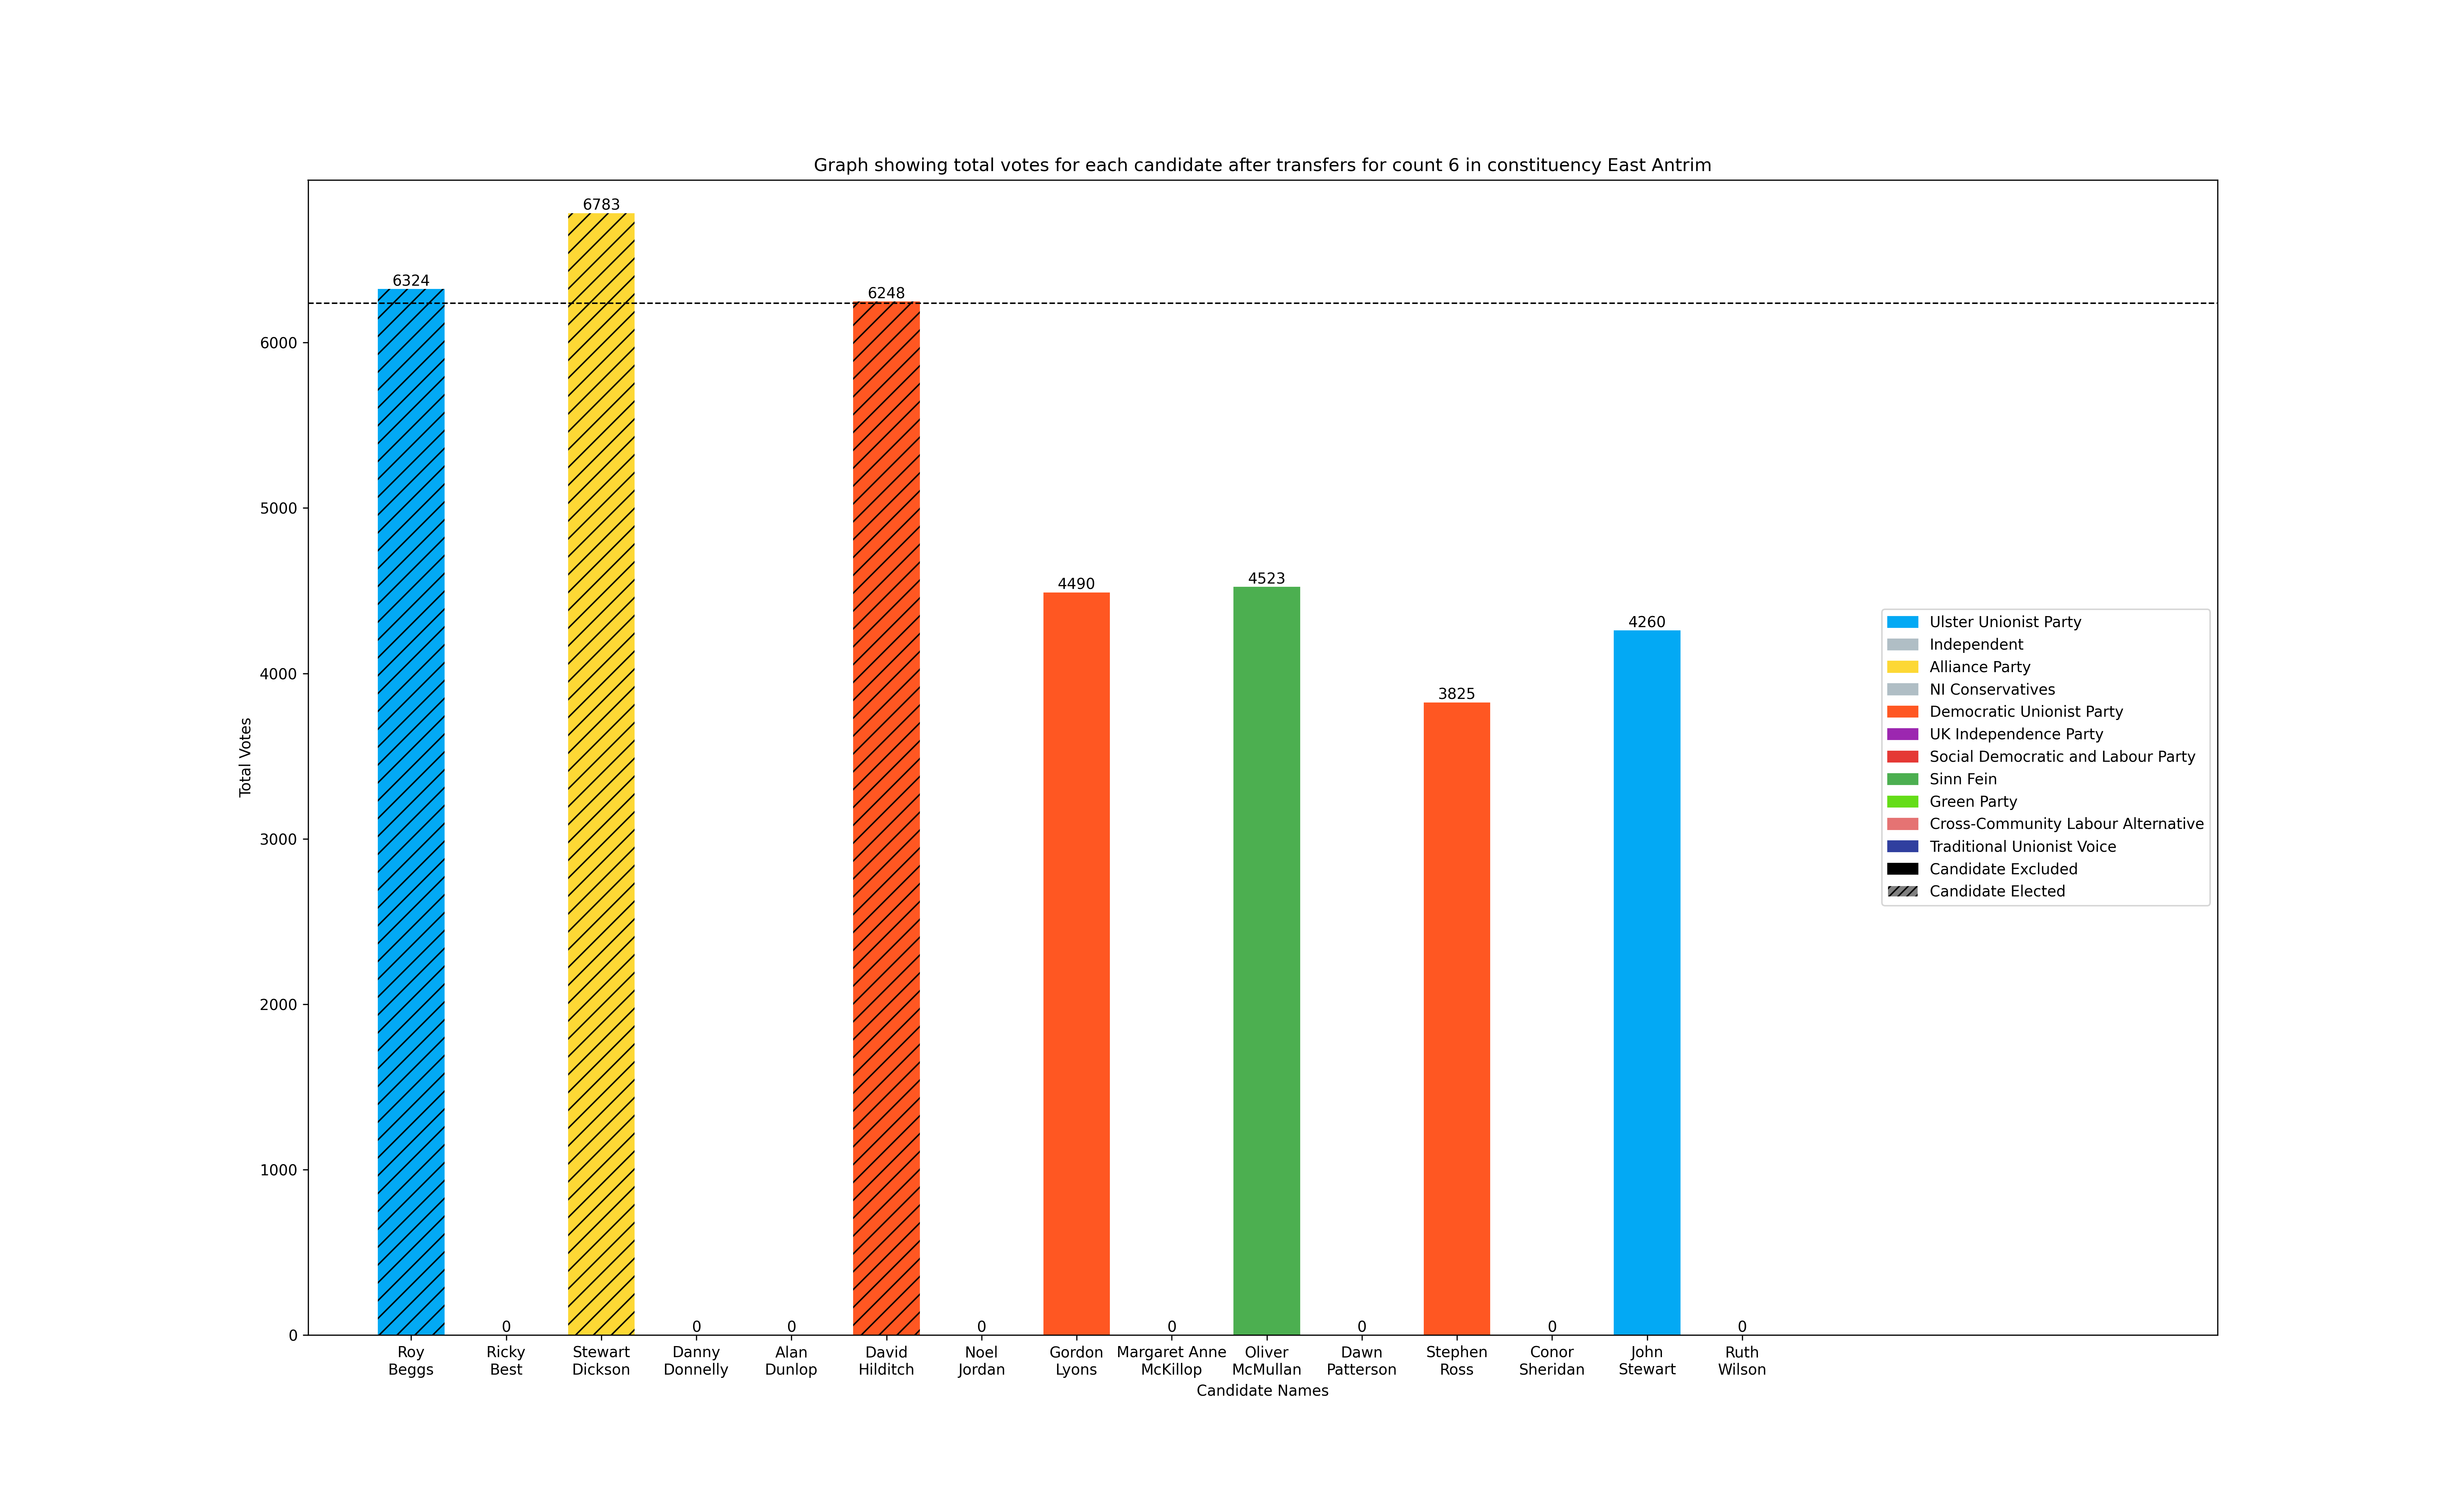 Graph showing total votes for each candidate after transfers for count 6 in constituency East Antrim
6783
6324
6248
6000
5000
4490
4523
4260
4000
3825
3000
2000
1000
0
0
0
0
0
0
0
0
0
Total Votes
Roy
Beggs
Ricky
Best
Stewart
Dickson
Danny
Donnelly
Alan
Dunlop
David
Hilditch
Noel
Jordan
Gordon
Lyons
Margaret Anne
McKillop
Oliver
McMullan
Dawn
Patterson
Stephen
Ross
Conor
Sheridan
John
Stewart
Ruth
Wilson
Candidate Names
Ulster Unionist Party
Independent
Alliance Party
NI Conservatives
Democratic Unionist Party
UK Independence Party
Social Democratic and Labour Party
Sinn Fein
Green Party
Cross-Community Labour Alternative
Traditional Unionist Voice
Candidate Excluded
Candidate Elected